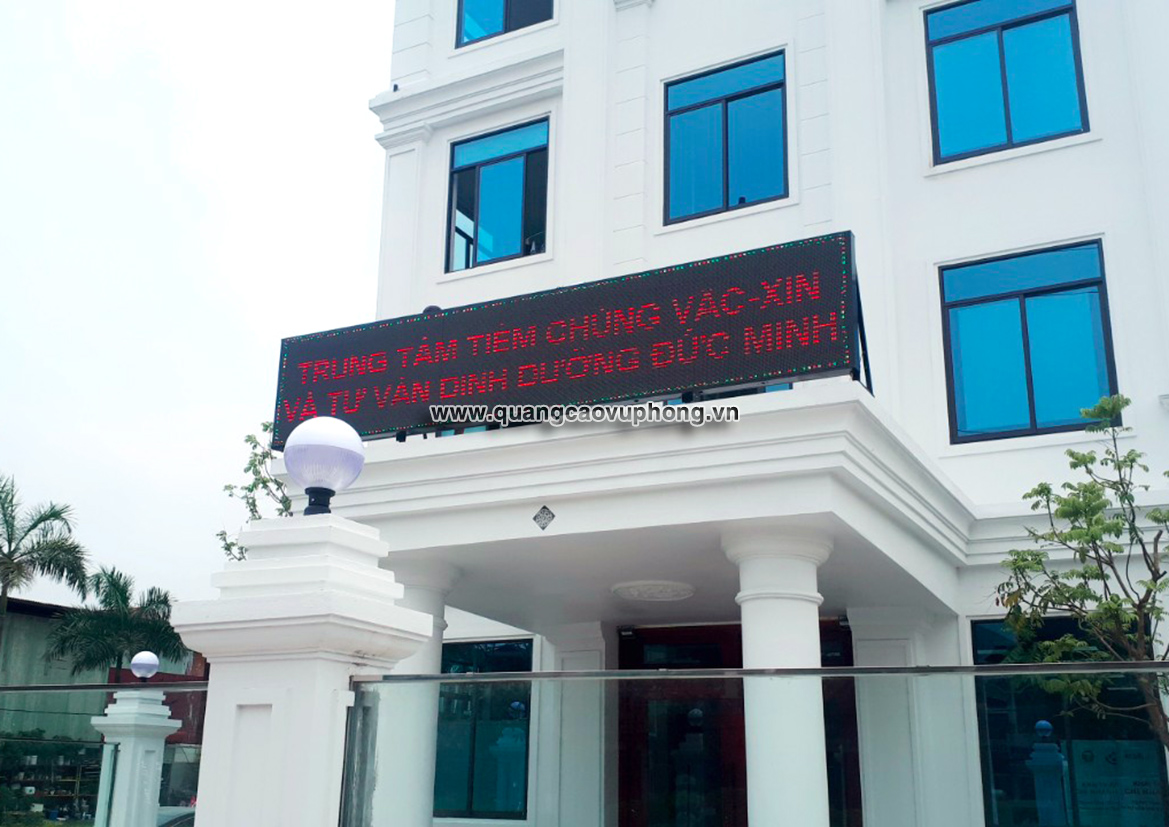 TRUNG TÂM TIÊM CHỦNG VẮC-XIN
VÀ TƯ VẤN DINH DƯỠNG ĐỨC MINH
www.quangcaovuphong.vn